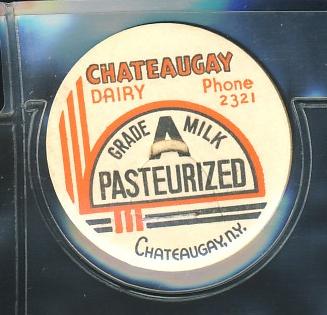 CHATEAUGAY
DAIRY Phone
2321
GRADE A MILK
PASTEURIZED
CHATEAUGAY, N.Y.